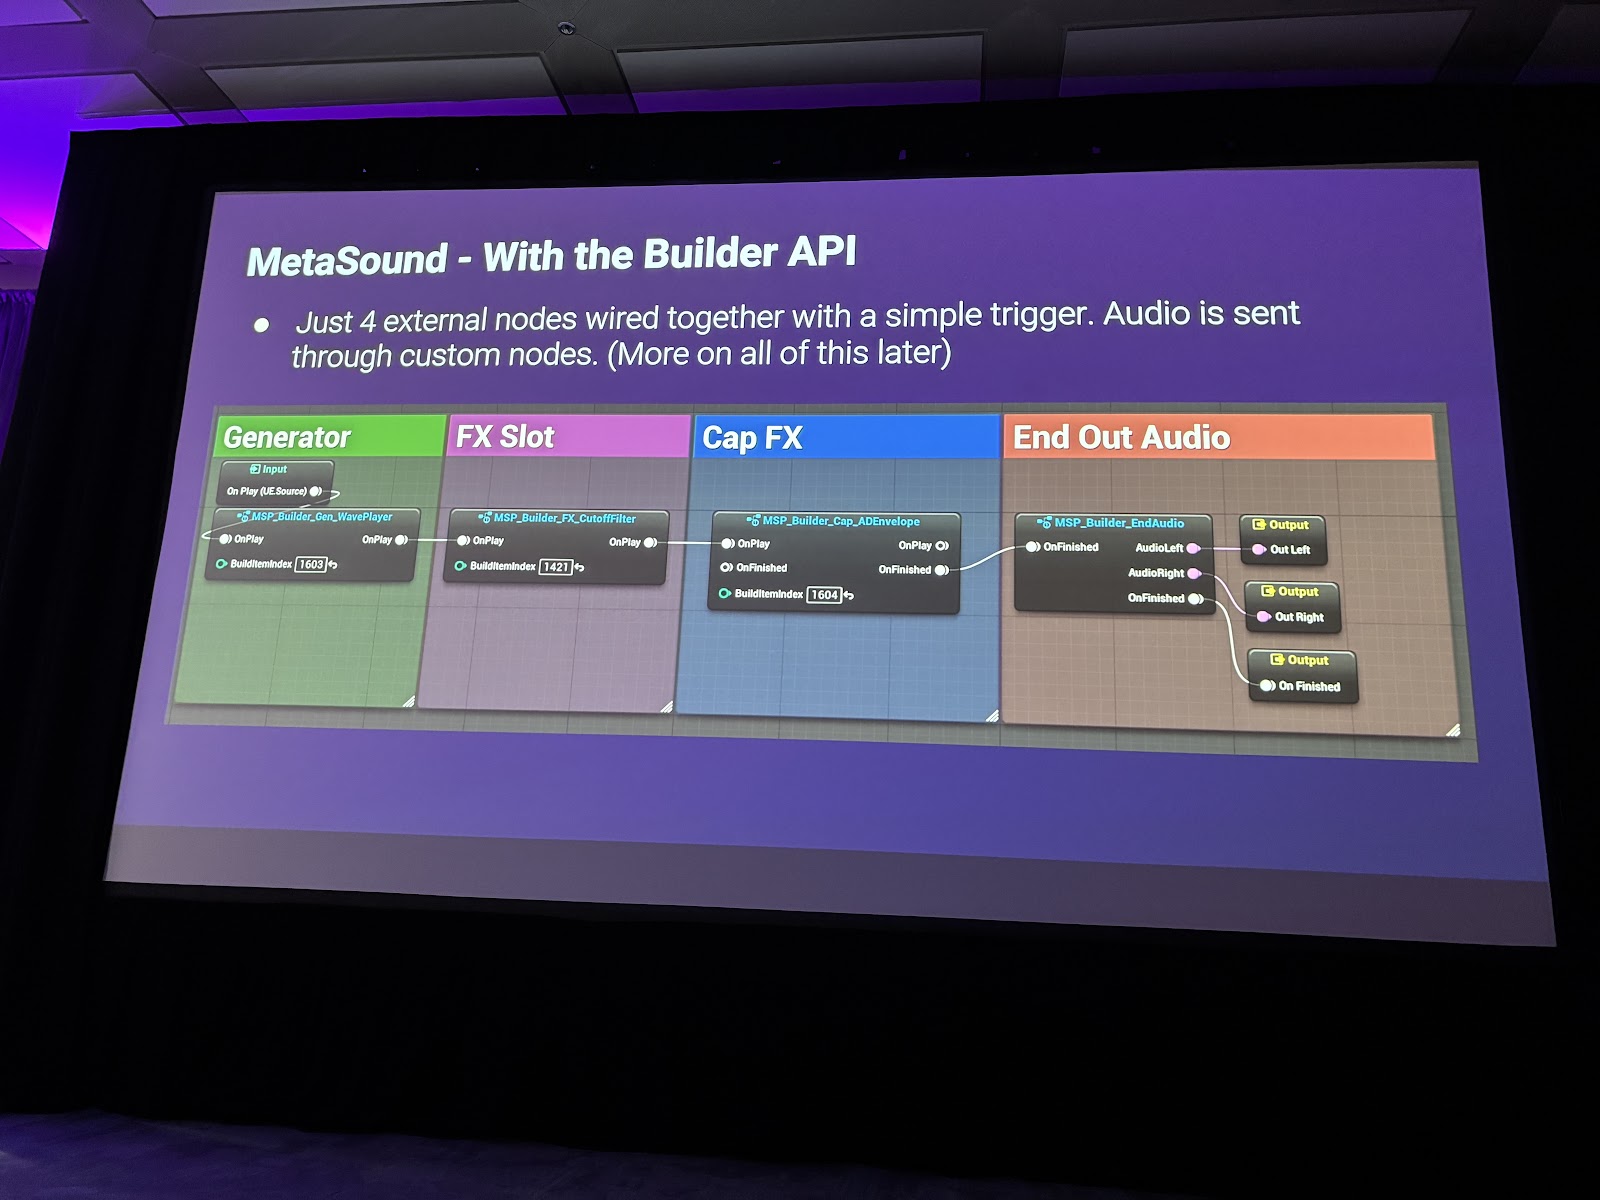 MetaSound - With the Builder API
● Just 4 external nodes wired together with a simple trigger. Audio is sent
through custom nodes. (More on all of this later)
Generator
Input
On Play (UE.Source)
MSP_Builder_Gen_WavePlayer
OnPlay OnPlay
BuildItemIndex 1603
FX Slot
MSP_Builder_FX_CutoffFilter
OnPlay OnPlay
BuildItemIndex 1421
Cap FX
MSP_Builder_Cap_ADEnvelope
OnPlay OnPlay
OnFinished OnFinished
BuildItemIndex 1604
End Out Audio
MSP_Builder_EndAudio
OnFinished AudioLeft
AudioRight
OnFinished
Output
Out Left
Output
Out Right
Output
On Finished